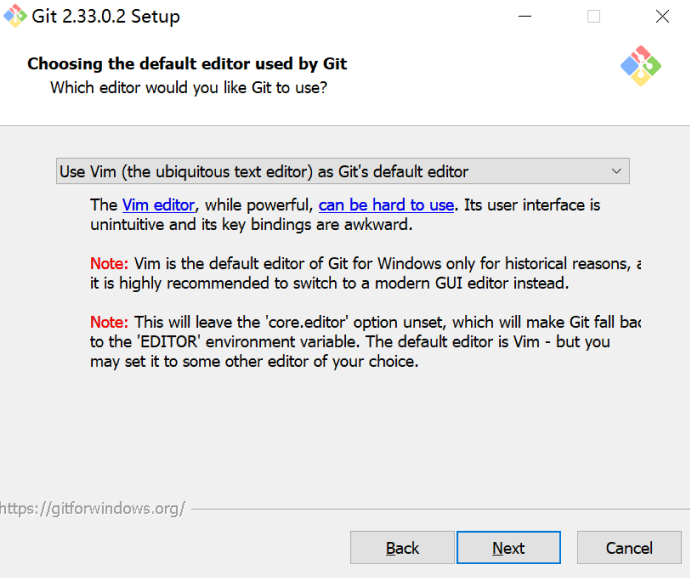 Git 2.33.0.2 Setup
Choosing the default editor used by Git
Which editor would you like Git to use?
Use Vim (the ubiquitous text editor) as Git's default editor
The Vim editor, while powerful, can be hard to use. Its user interface is
unintuitive and its key bindings are awkward.
Note: Vim is the default editor of Git for Windows only for historical reasons, a
it is highly recommended to switch to a modern GUI editor instead.
Note: This will leave the 'core.editor' option unset, which will make Git fall bac
to the 'EDITOR' environment variable. The default editor is Vim - but you
may set it to some other editor of your choice.
https://gitforwindows.org/
Back Next Cancel